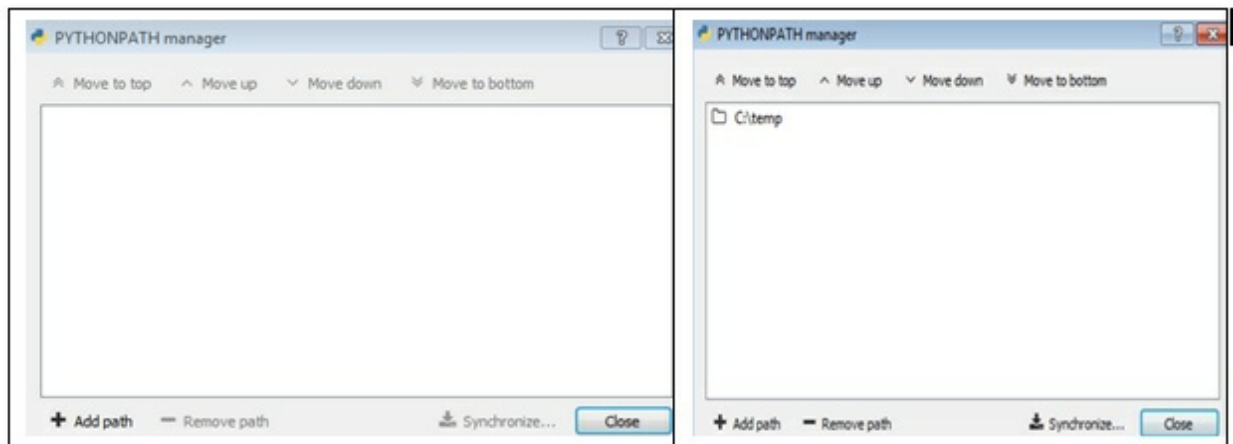 PYTHONPATH manager
Move to top Move up Move down Move to bottom
Add path Remove path Synchronize... Close
PYTHONPATH manager
Move to top Move up Move down Move to bottom
C:\temp
Add path Remove path Synchronize... Close